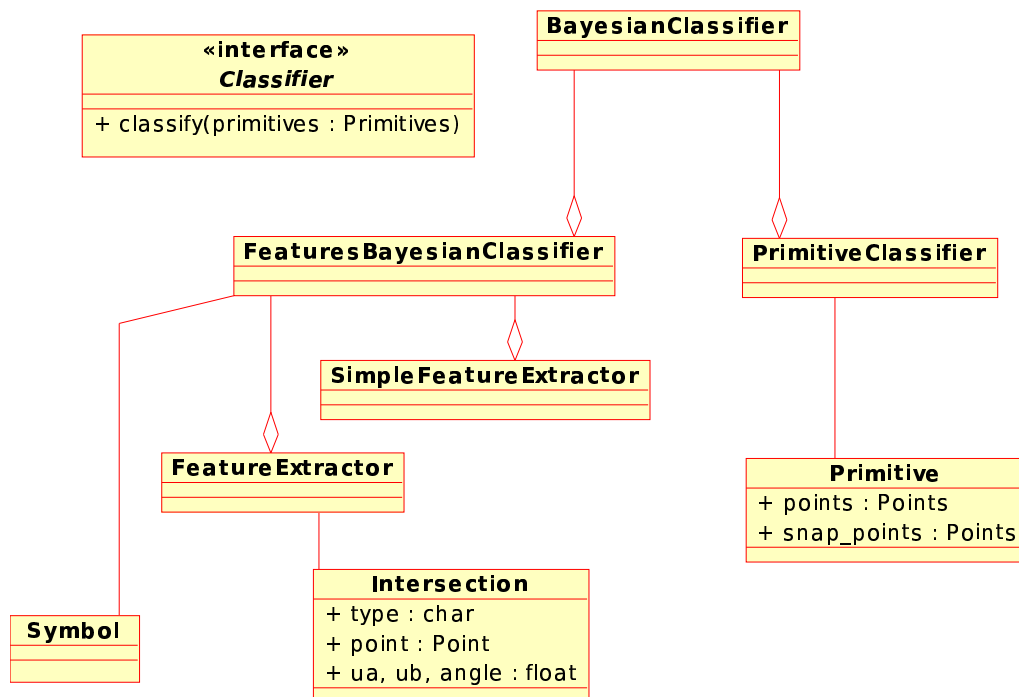 BayesianClassifier
«interface»
Classifier
+ classify(primitives : Primitives)
FeaturesBayesianClassifier
PrimitiveClassifier
SimpleFeatureExtractor
FeatureExtractor
Primitive
+ points : Points
+ snap_points : Points
Intersection
+ type : char
+ point : Point
+ ua, ub, angle : float
Symbol